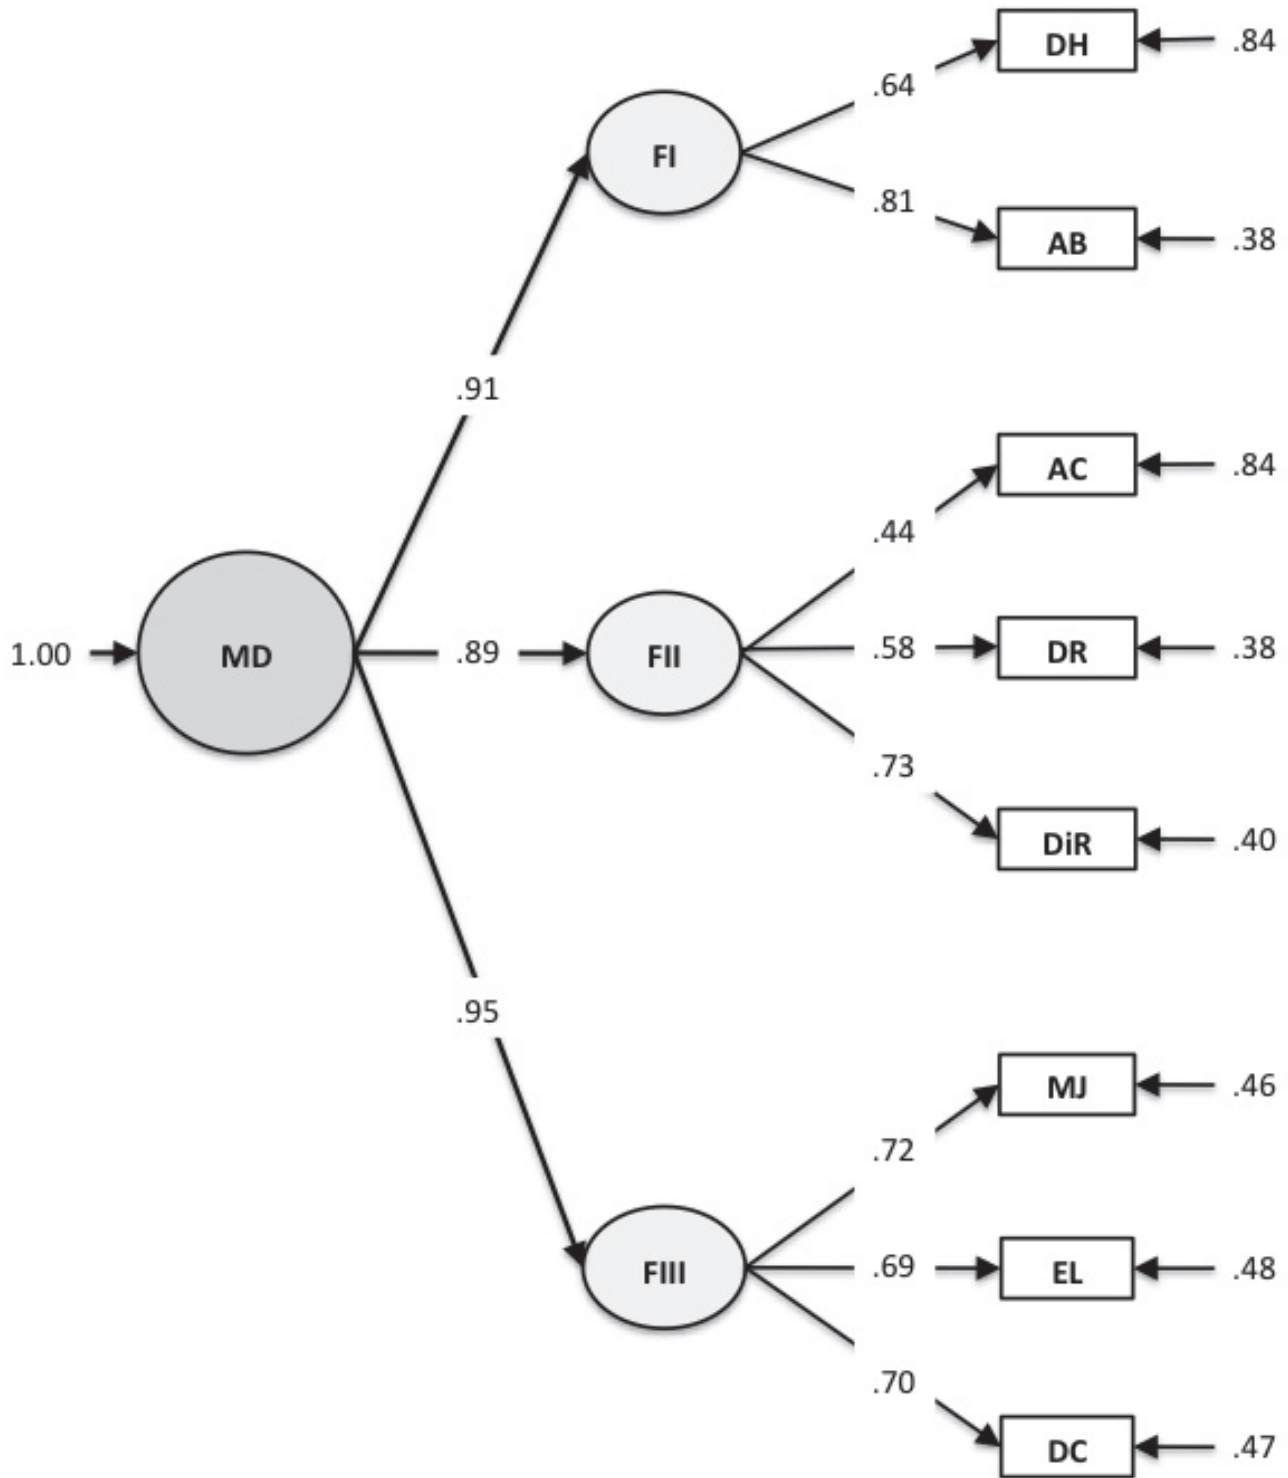 DH
.84
.64
FI
.81
AB
.38
.91
AC
.84
.44
1.00
MD
.89
FII
.58
DR
.38
.73
DiR
.40
.95
MJ
.46
.72
FIII
.69
EL
.48
.70
DC
.47